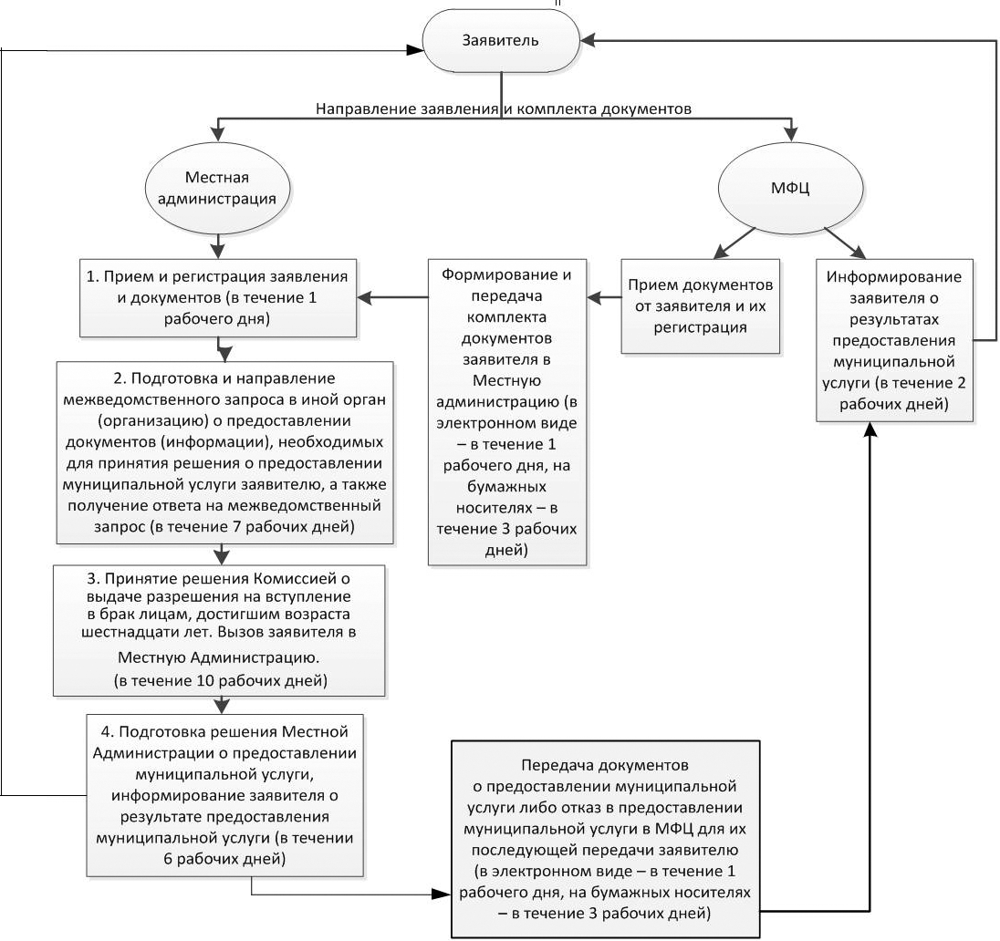 Заявитель
Направление заявления и комплекта документов
Местная
администрация
МФЦ
1. Прием и регистрация заявления
и документов (в течение 1
рабочего дня)
Формирование и
передача
комплекта
документов
заявителя в
Местную
администрацию (в
электронном виде
– в течение 1
рабочего дня, на
бумажных
носителях – в
течение 3 рабочих
дней)
Прием документов
от заявителя и их
регистрация
Информирование
заявителя о
результатах
предоставления
муниципальной
услуги (в течение 2
рабочих дней)
2. Подготовка и направление
межведомственного запроса в иной орган
(организацию) о предоставлении
документов (информации), необходимых
для принятия решения о предоставлении
муниципальной услуги заявителю, а также
получение ответа на межведомственный
запрос (в течение 7 рабочих дней)
3. Принятие решения Комиссией о
выдаче разрешения на вступление
в брак лицам, достигшим возраста
шестнадцати лет. Вызов заявителя в
Местную Администрацию.
(в течение 10 рабочих дней)
4. Подготовка решения Местной
Администрации о предоставлении
муниципальной услуги,
информирование заявителя о
результате предоставления
муниципальной услуги (в течении
6 рабочих дней)
Передача документов
о предоставлении муниципальной
услуги либо отказ в предоставлении
муниципальной услуги в МФЦ для их
последующей передачи заявителю
(в электронном виде – в течение 1
рабочего дня, на бумажных носителях
– в течение 3 рабочих дней)